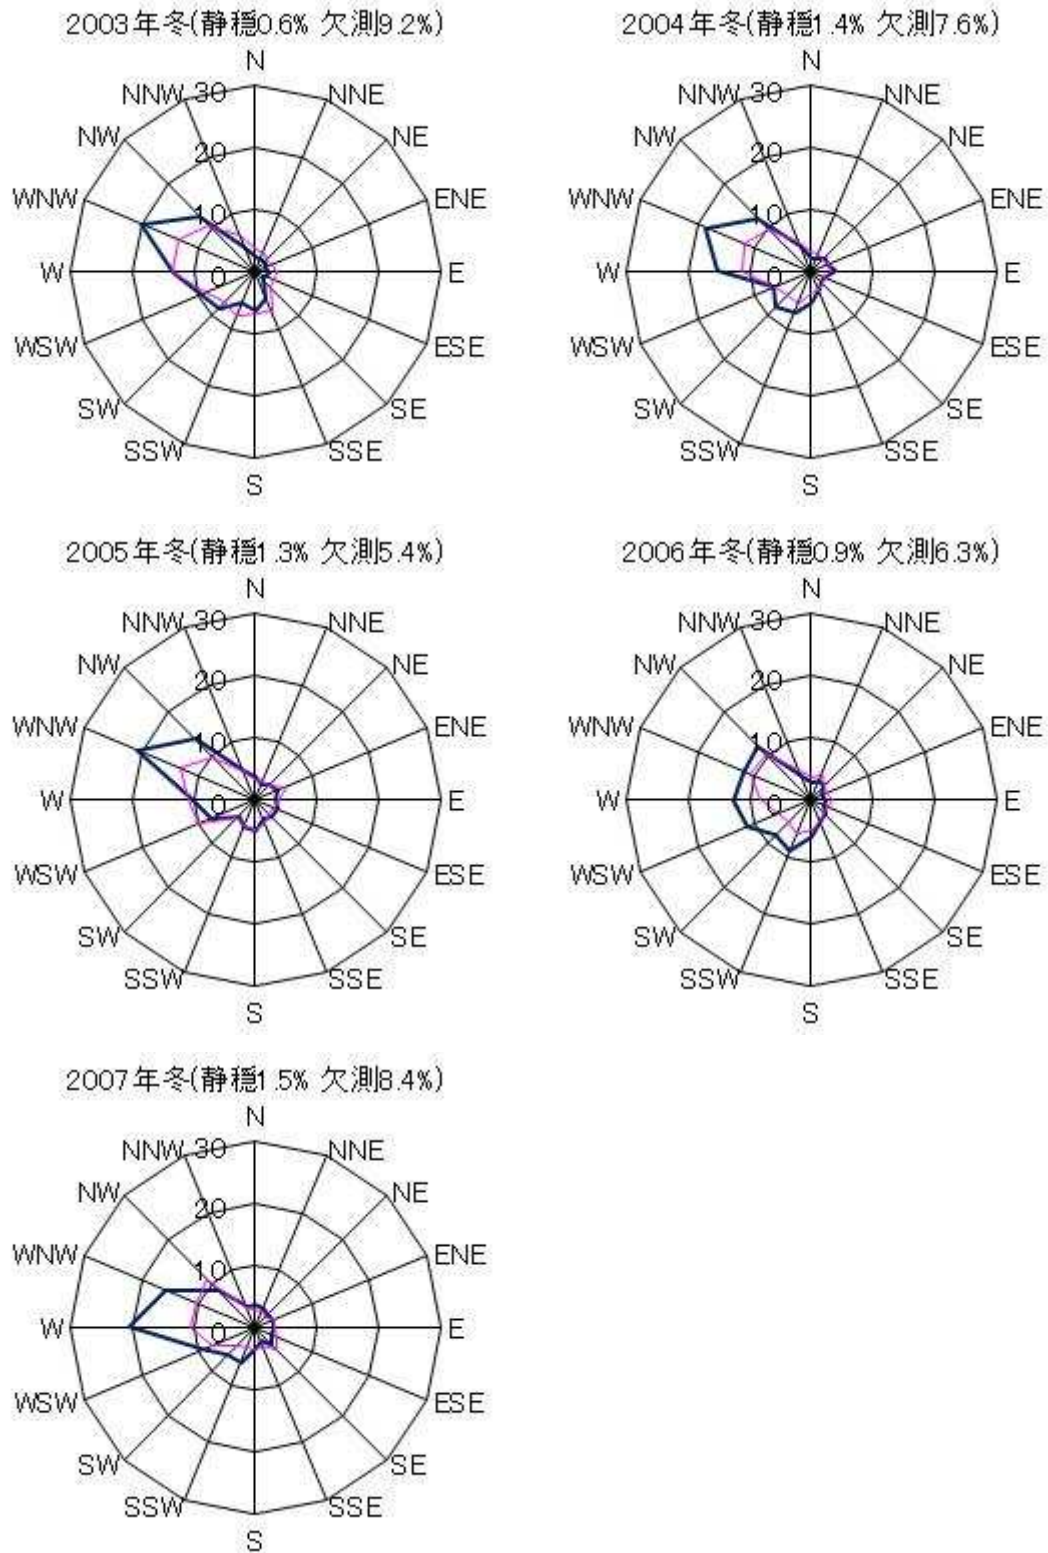 2003年冬(静穏0.6% 欠測9.2%)
N
NNW 30 NNE
NW 20 NE
WNW 10 ENE
W 0 E
WSW ESE
SW SE
SSW SSE
S
2004年冬(静穏1.4% 欠測7.6%)
N
NNW 30 NNE
NW 20 NE
WNW 10 ENE
W 0 E
WSW ESE
SW SE
SSW SSE
S
2005年冬(静穏1.3% 欠測5.4%)
N
NNW 30 NNE
NW 20 NE
WNW 10 ENE
W 0 E
WSW ESE
SW SE
SSW SSE
S
2006年冬(静穏0.9% 欠測6.3%)
N
NNW 30 NNE
NW 20 NE
WNW 10 ENE
W 0 E
WSW ESE
SW SE
SSW SSE
S
2007年冬(静穏1.5% 欠測8.4%)
N
NNW 30 NNE
NW 20 NE
WNW 10 ENE
W 0 E
WSW ESE
SW SE
SSW SSE
S